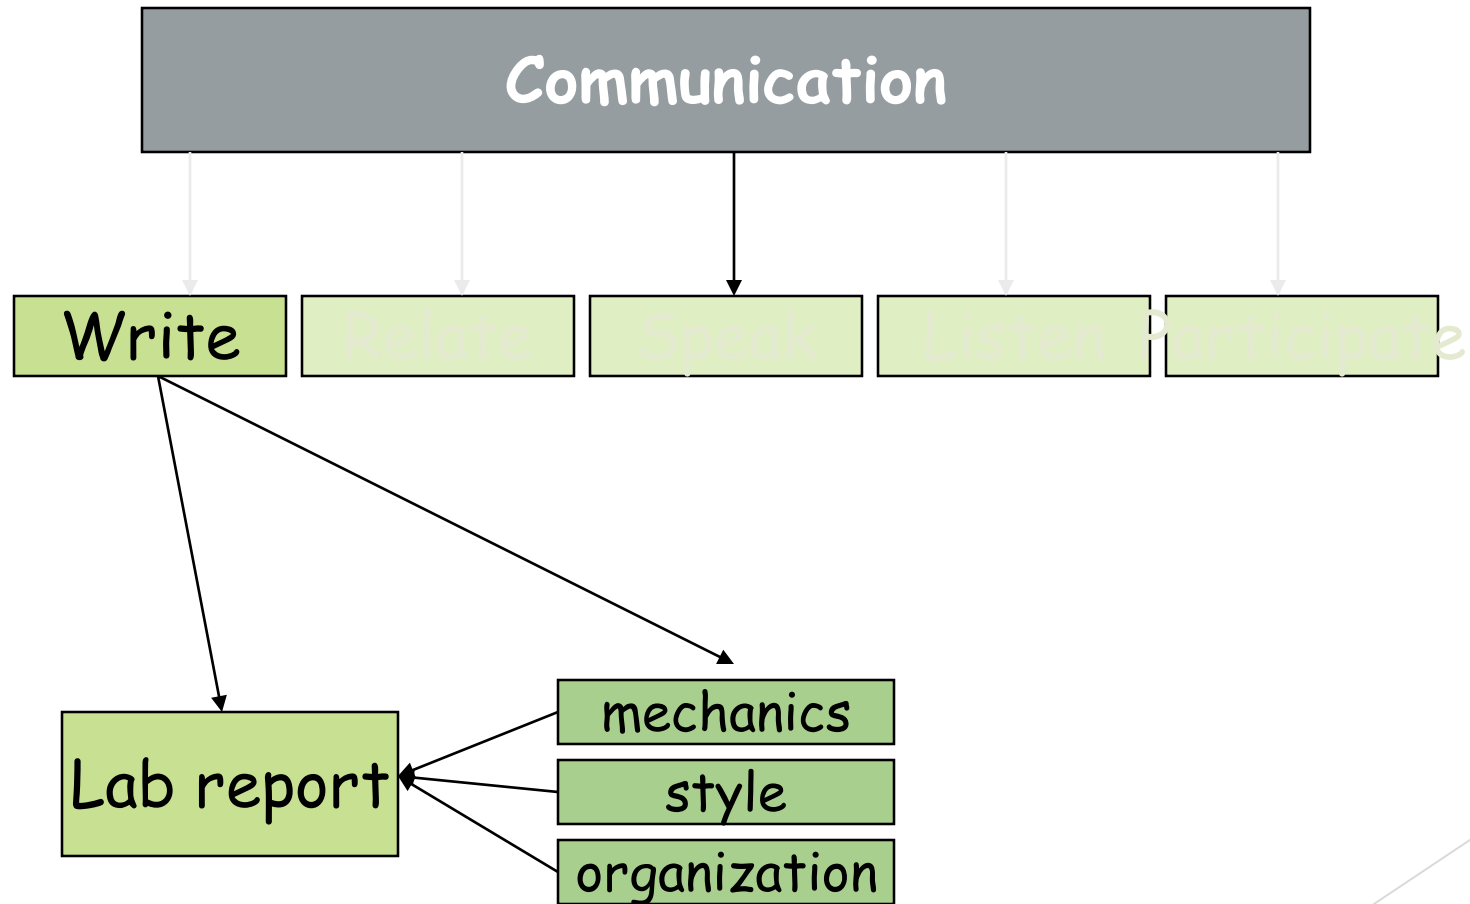 Communication
Write
Relate
Speak
Listen
Participate
mechanics
Lab report
style
organization